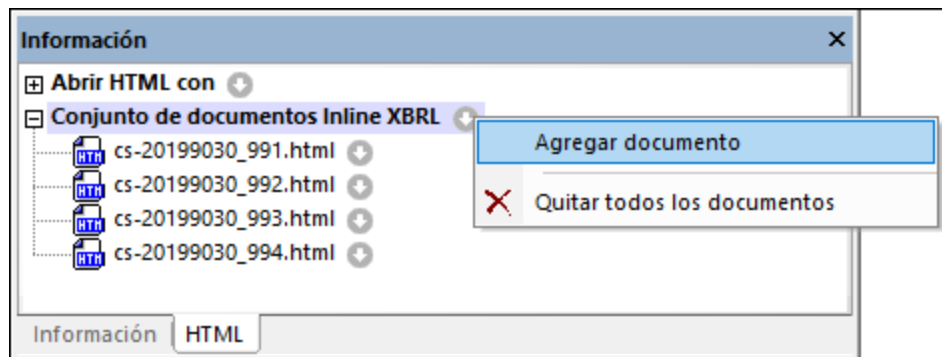 Información
Abrir HTML con
Conjunto de documentos Inline XBRL
Agregar documento
cs-20199030_991.html
cs-20199030_992.html
Quitar todos los documentos
cs-20199030_993.html
cs-20199030_994.html
Información
HTML